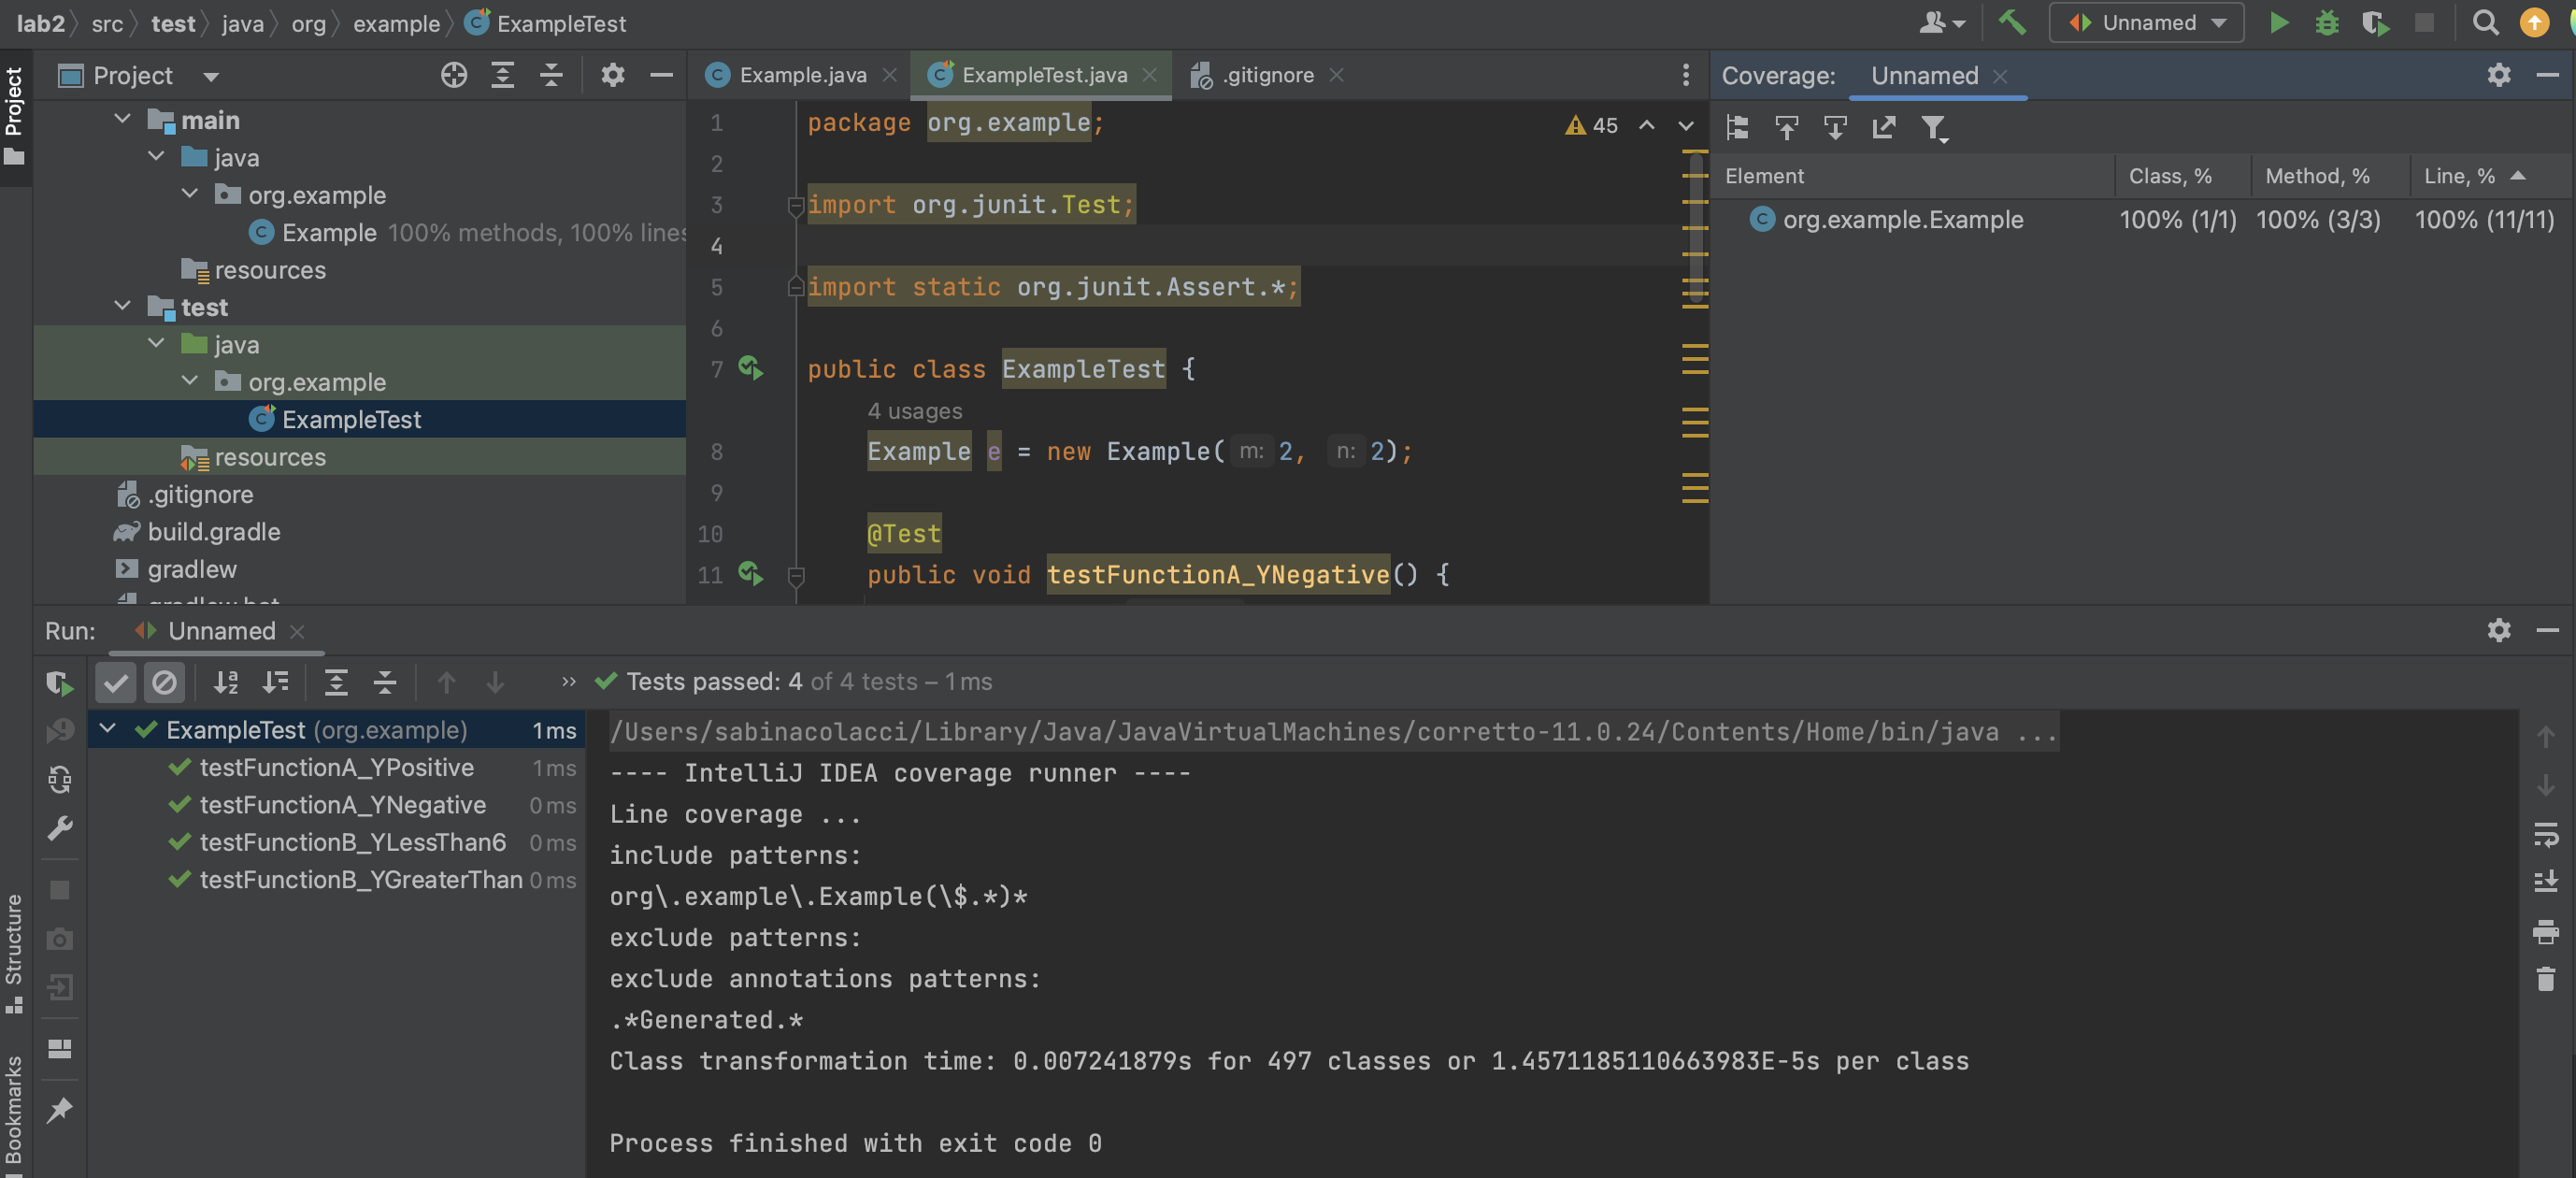 lab2 src test java org example ExampleTest
Unnamed
Project
Project
main
java
org.example
Example 100% methods, 100% lines
resources
test
java
org.example
ExampleTest
resources
.gitignore
build.gradle
gradlew
Example.java ExampleTest.java .gitignore
45
1 package org.example;
2
3 import org.junit.Test;
4
5 import static org.junit.Assert.*;
6
7 public class ExampleTest {
4 usages
8 Example e = new Example( m: 2, n: 2);
9
10 @Test
11 public void testFunctionA_YNegative() {
Coverage: Unnamed
Element Class, % Method, % Line, %
org.example.Example 100% (1/1) 100% (3/3) 100% (11/11)
Run: Unnamed
Tests passed: 4 of 4 tests – 1 ms
ExampleTest (org.example) 1 ms
testFunctionA_YPositive 1 ms
testFunctionA_YNegative 0 ms
testFunctionB_YLessThan6 0 ms
testFunctionB_YGreaterThan 0 ms
/Users/sabinacolacci/Library/Java/JavaVirtualMachines/corretto-11.0.24/Contents/Home/bin/java ...
---- IntelliJ IDEA coverage runner ----
Line coverage ...
include patterns:
org\.example\.Example(\$.*)*
exclude patterns:
exclude annotations patterns:
.*Generated.*
Class transformation time: 0.007241879s for 497 classes or 1.4571185110663983E-5s per class
Process finished with exit code 0
Structure
Bookmarks